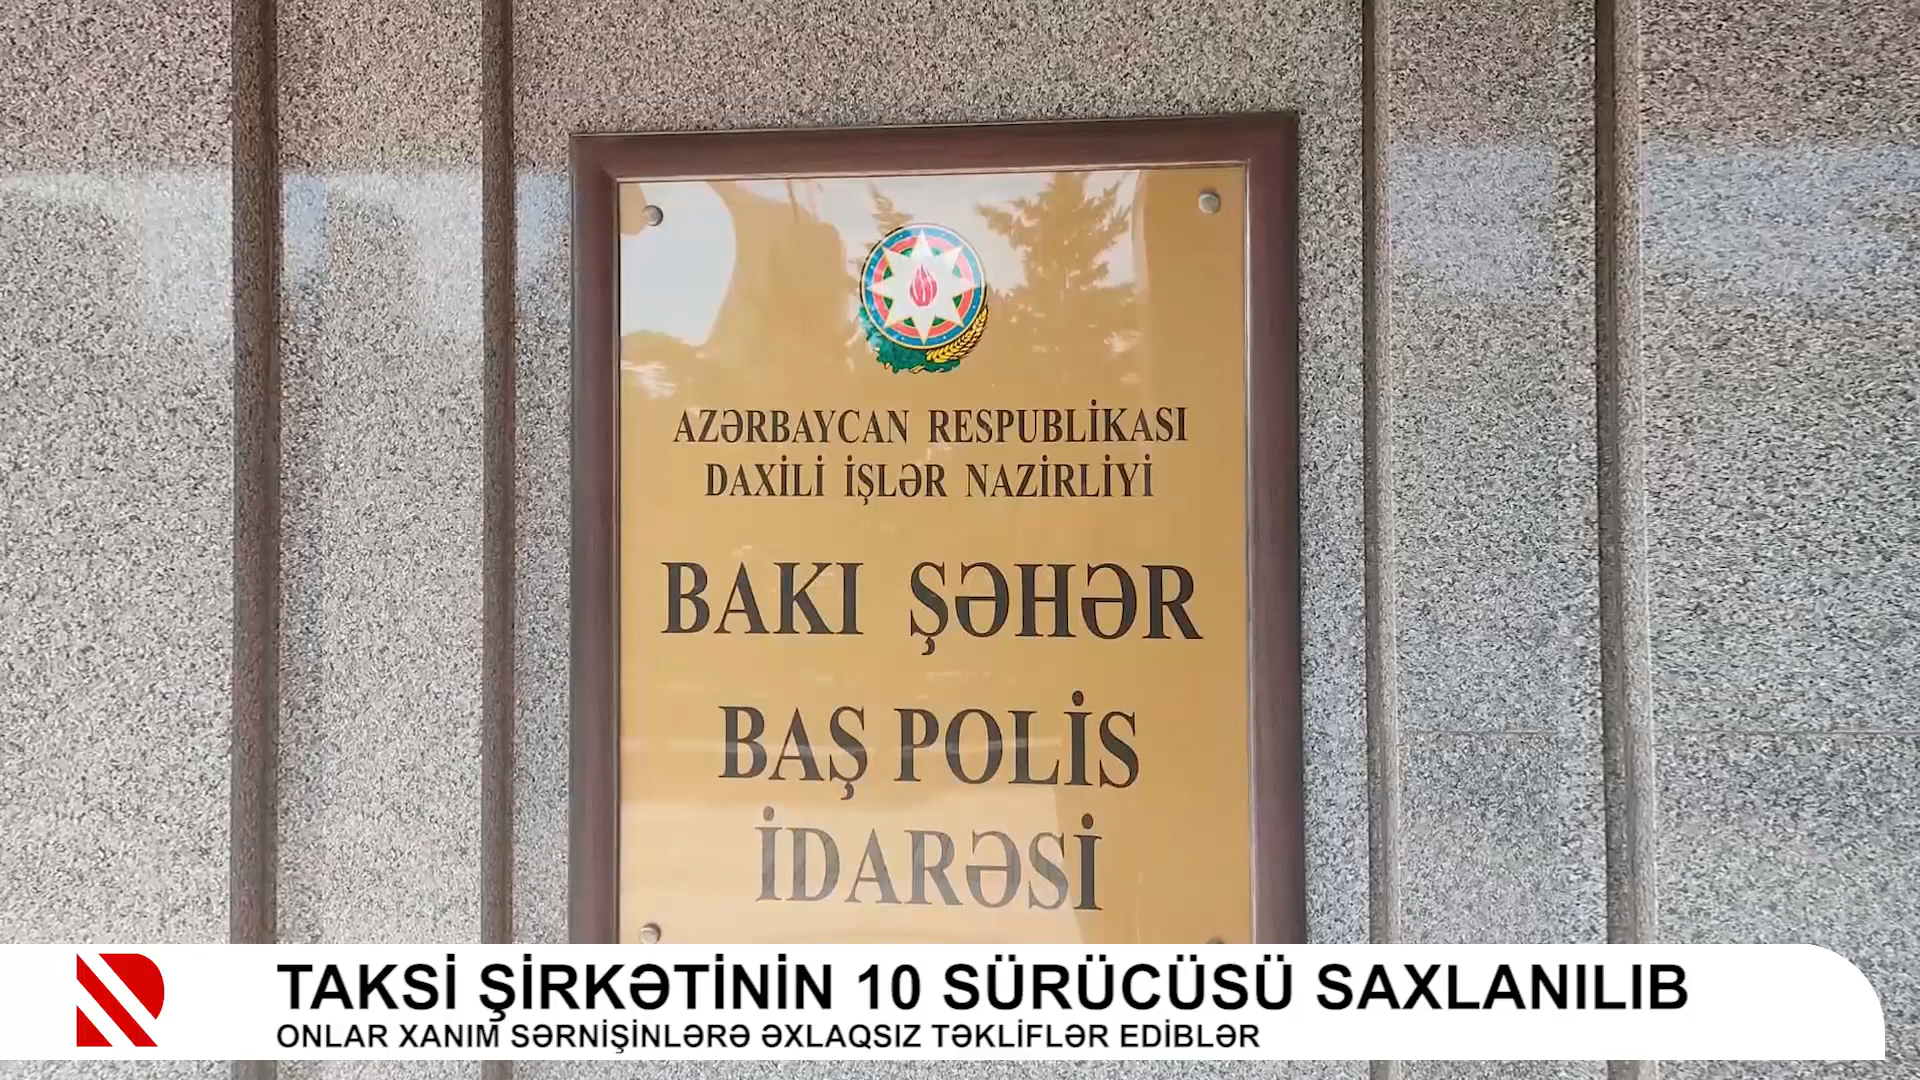 AZƏRBAYCAN RESPUBLİKASI
DAXİLİ İŞLƏR NAZİRLİYİ
BAKI ŞƏHƏR
BAŞ POLİS
İDARƏSİ
TAKSİ ŞİRKƏTİNİN 10 SÜRÜCÜSÜ SAXLANILIB
ONLAR XANIM SƏRNİŞİNLƏRƏ ƏXLAQSIZ TƏKLİFLƏR EDİBLƏR